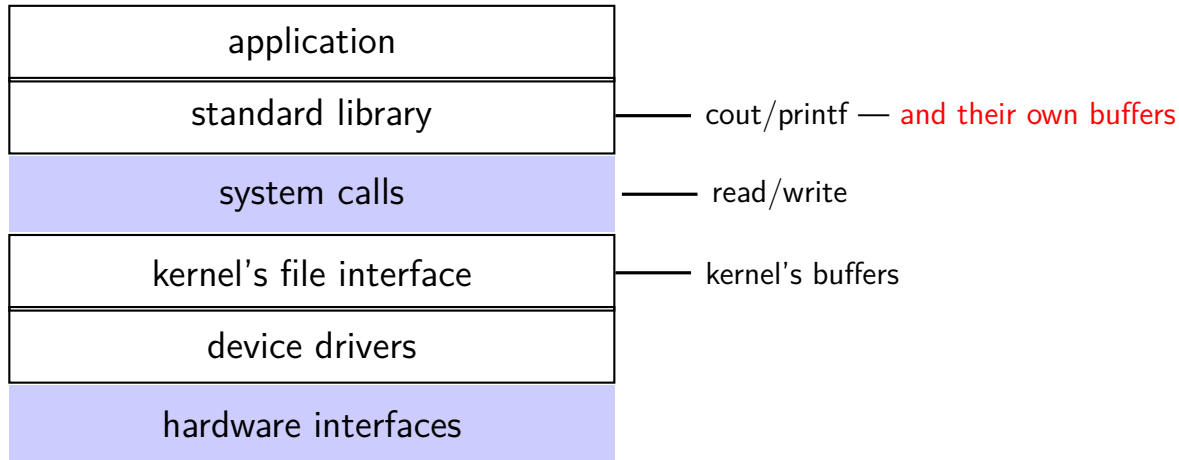 application
standard library
cout/printf — and their own buffers
system calls
read/write
kernel's file interface
kernel's buffers
device drivers
hardware interfaces